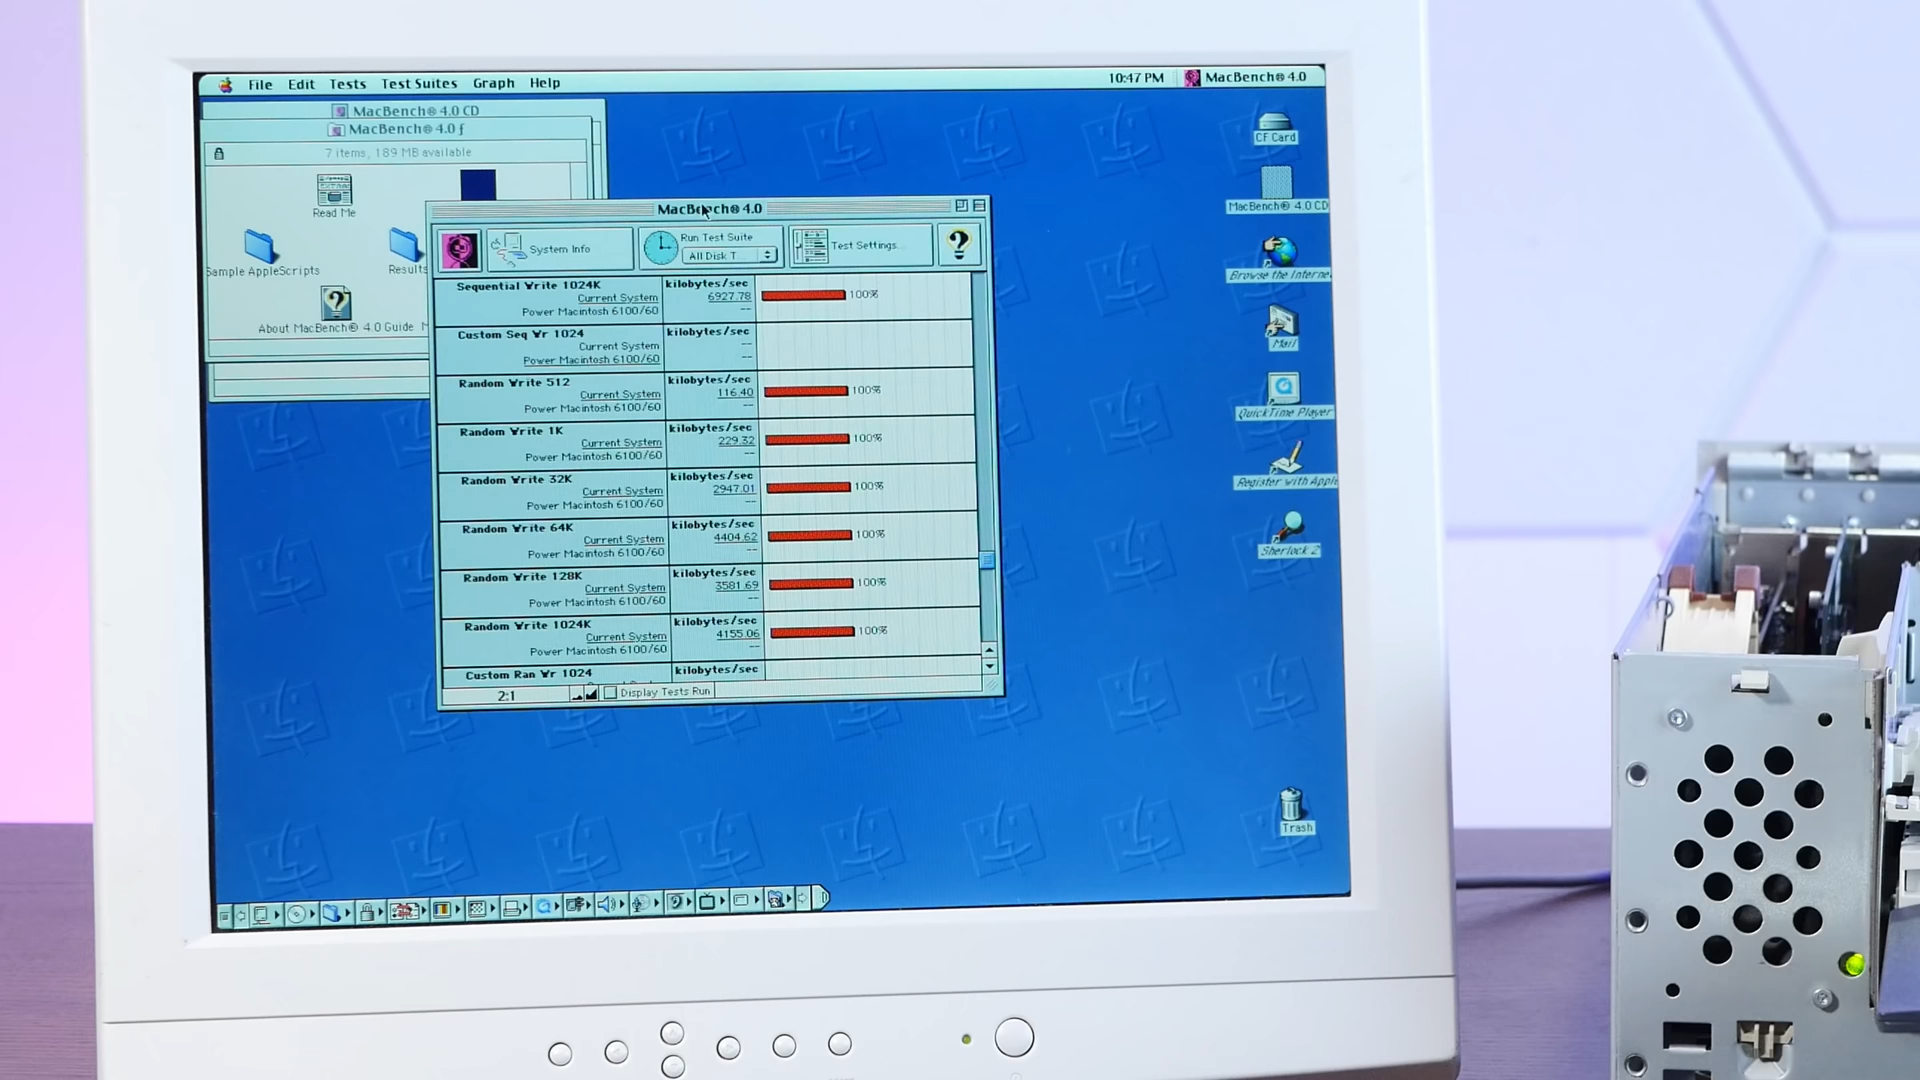 File Edit Tests Test Suites Graph Help
10:47 PM MacBench® 4.0
MacBench® 4.0 CD
MacBench® 4.0 ƒ
7 items, 189 MB available
Read Me
Sample AppleScripts
Results
About MacBench® 4.0 Guide
MacBench® 4.0
System Info
Run Test Suite
All Disk T...
Test Settings...
Sequential Write 1024K kilobytes/sec
Current System 6927.78 100%
Power Macintosh 6100/60 --
Custom Seq Wr 1024 kilobytes/sec
Current System --
Power Macintosh 6100/60 --
Random Write 512 kilobytes/sec
Current System 116.40 100%
Power Macintosh 6100/60 --
Random Write 1K kilobytes/sec
Current System 229.32 100%
Power Macintosh 6100/60 --
Random Write 32K kilobytes/sec
Current System 2947.01 100%
Power Macintosh 6100/60 --
Random Write 64K kilobytes/sec
Current System 4404.62 100%
Power Macintosh 6100/60 --
Random Write 128K kilobytes/sec
Current System 3581.69 100%
Power Macintosh 6100/60 --
Random Write 1024K kilobytes/sec
Current System 4155.06 100%
Power Macintosh 6100/60 --
Custom Ran Wr 1024 kilobytes/sec
2:1
Display Tests Run
CF Card
MacBench® 4.0 CD
Browse the Interne
Mail
QuickTime Player
Register with Apple
Sherlock 2
Trash